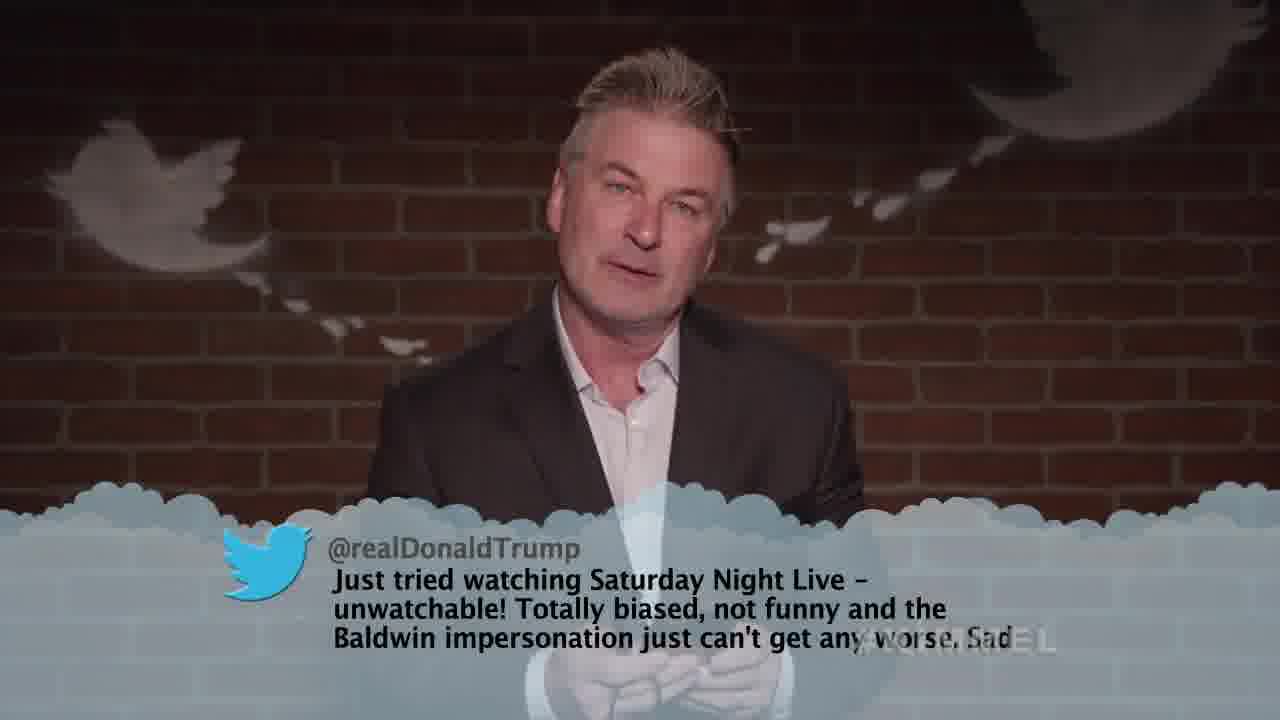 @realDonaldTrump
Just tried watching Saturday Night Live -
unwatchable! Totally biased, not funny and the
Baldwin impersonation just can't get any worse. Sad